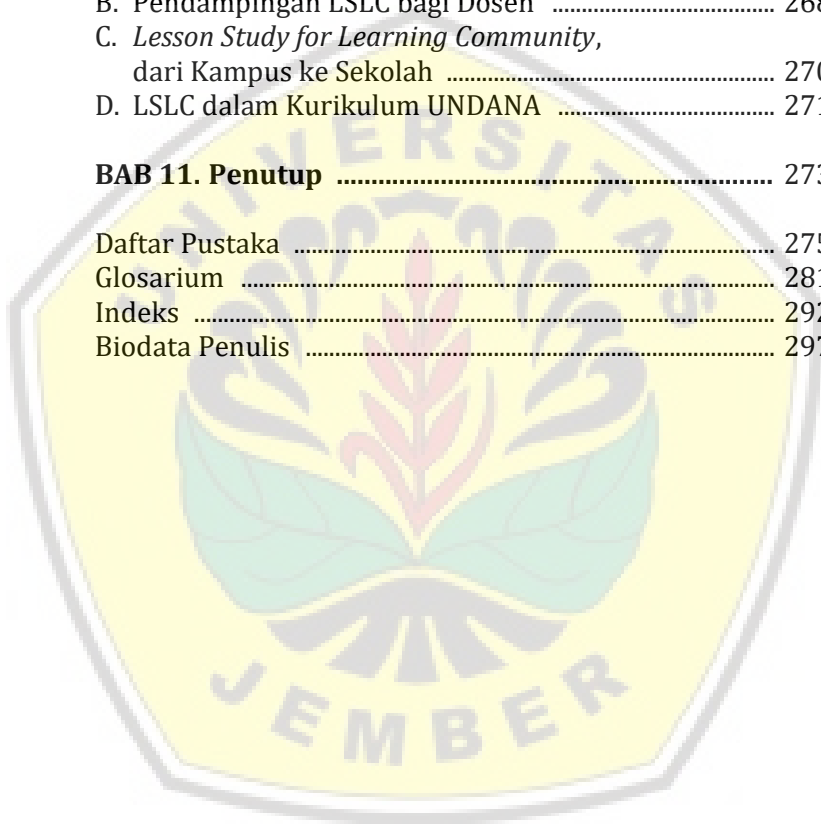 B. Pendampingan LSLC bagi Dosen ........................................ 268
C. Lesson Study for Learning Community,
dari Kampus ke Sekolah ........................................................... 270
D. LSLC dalam Kurikulum UNDANA ....................................... 271
BAB 11. Penutup ........................................................................ 273
Daftar Pustaka ....................................................................................... 275
Glosarium ................................................................................................ 281
Indeks ........................................................................................................ 292
Biodata Penulis ..................................................................................... 297
UNIVERSITAS
JEMBER